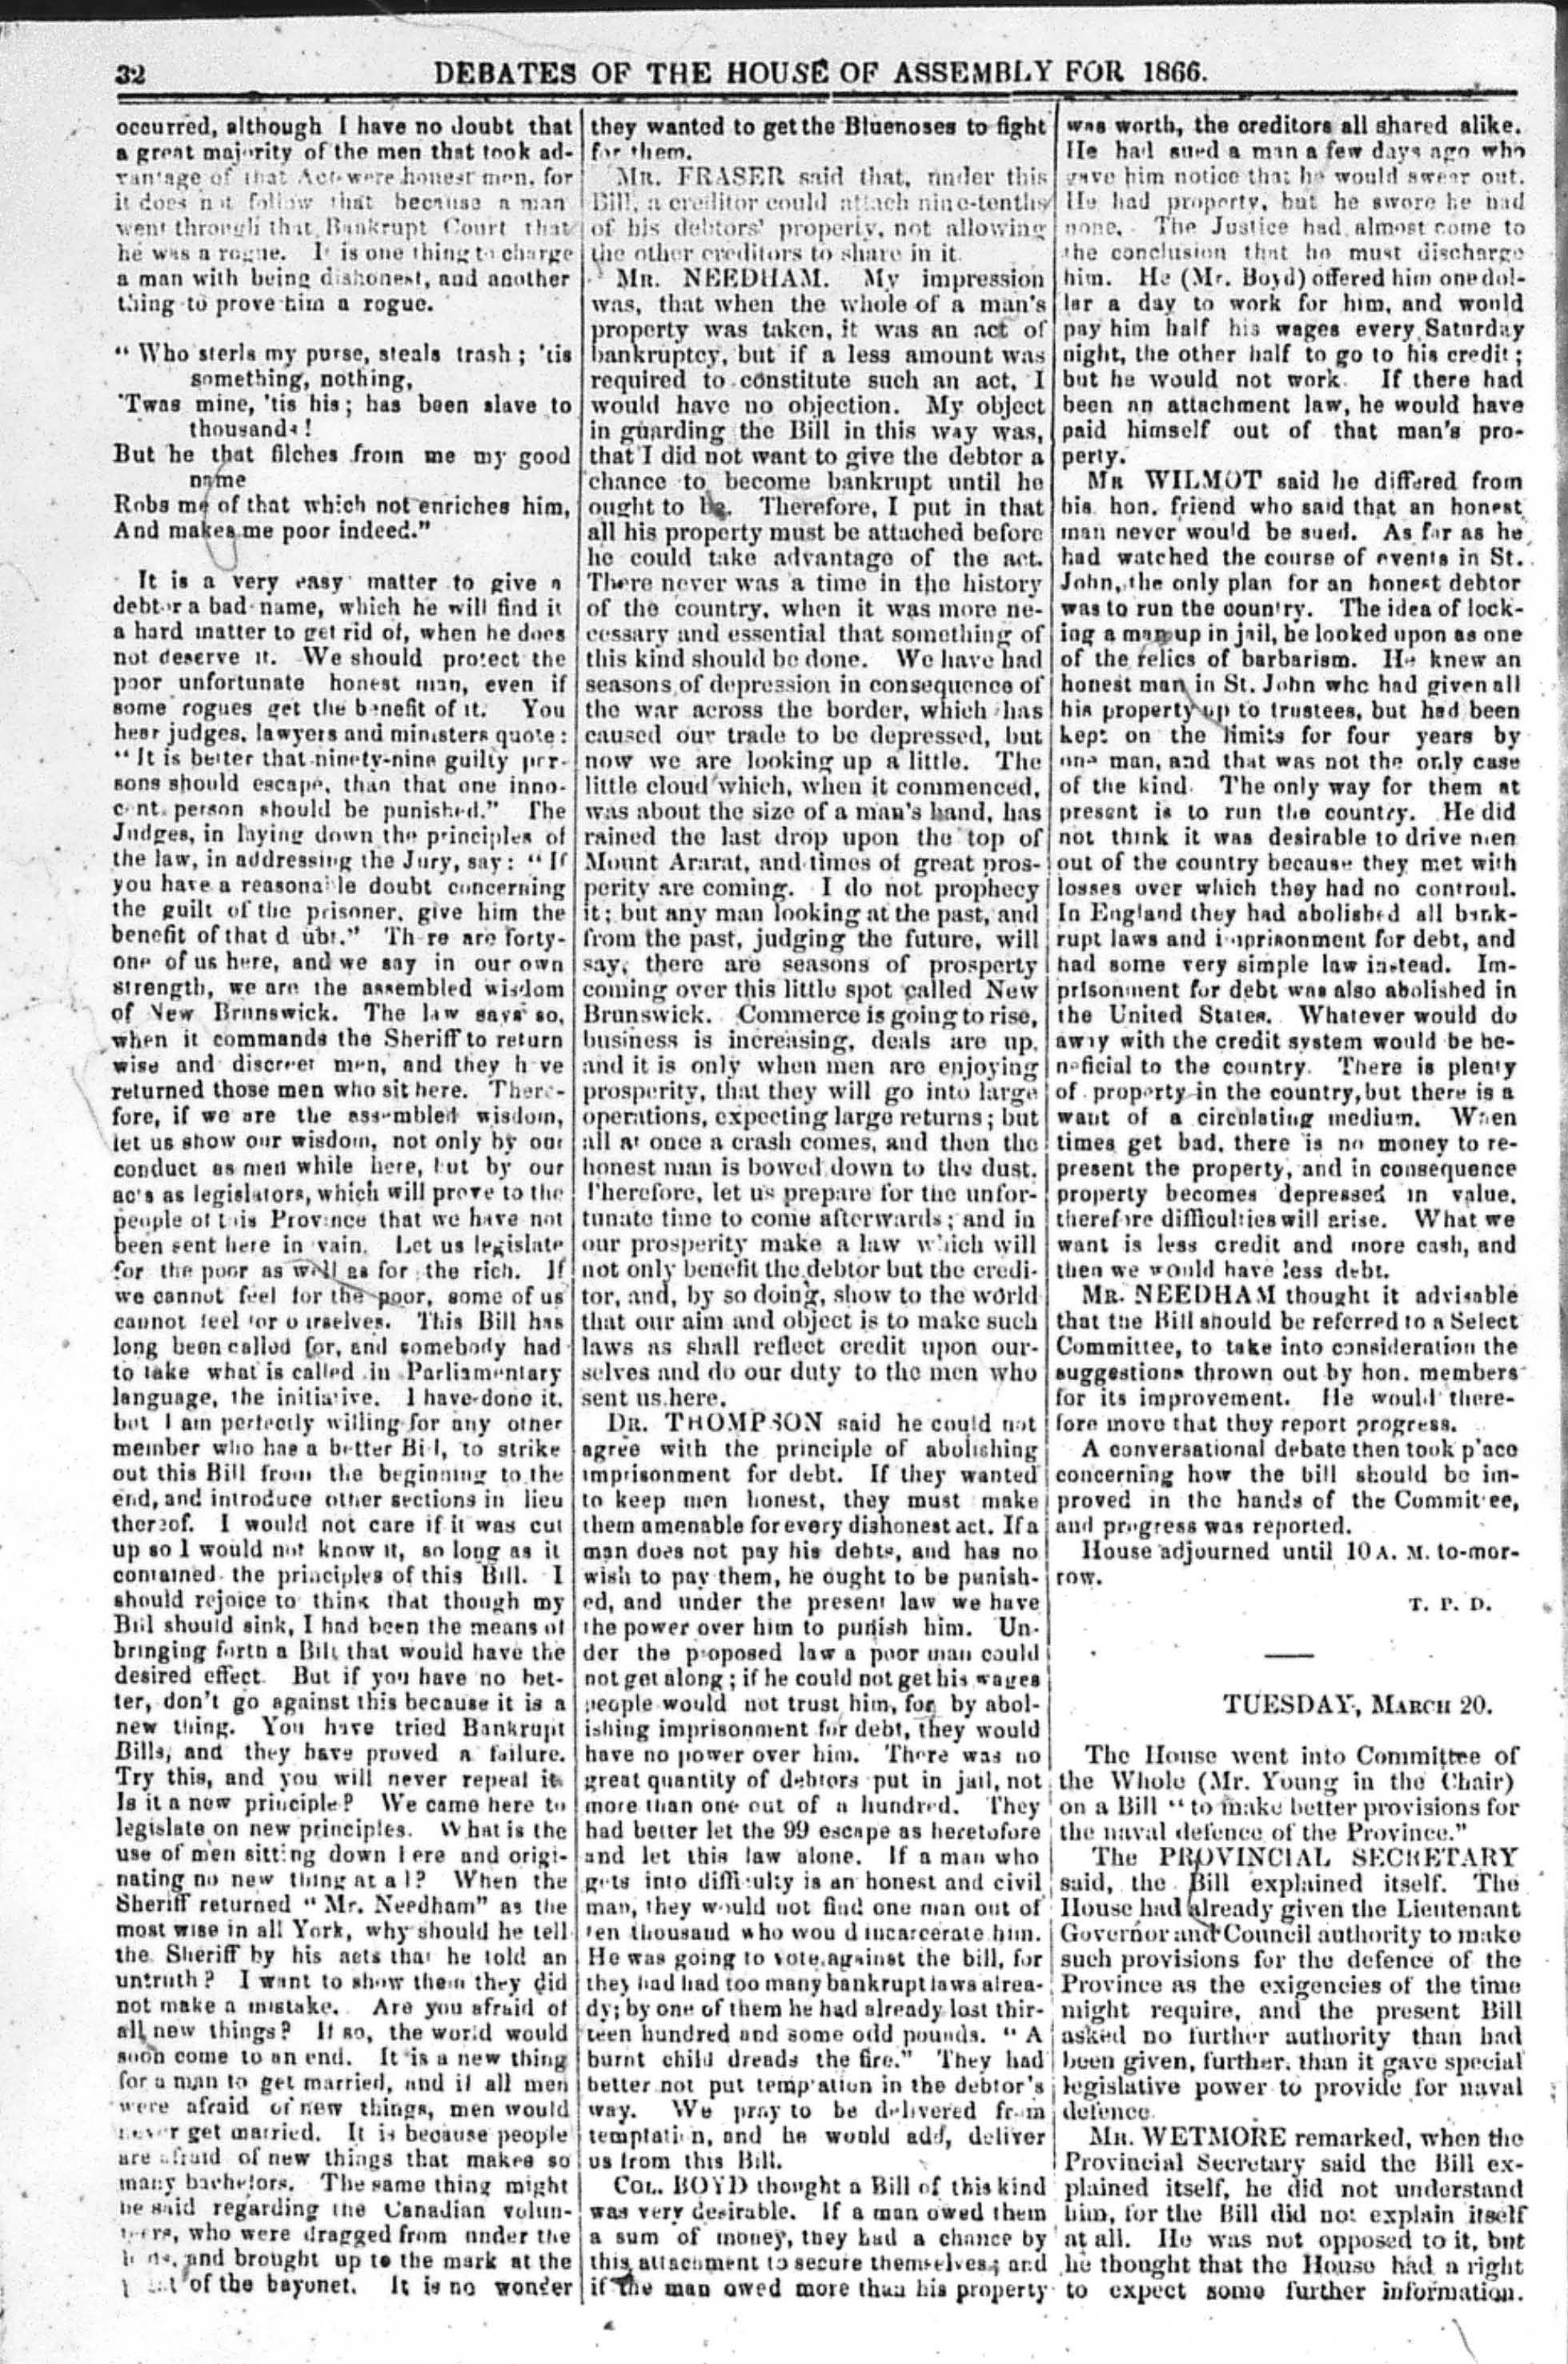 32
DEBATES OF THE HOUSE OF ASSEMBLY FOR 1866.
occurred, although I have no doubt that
a great majority of the men that took ad-
vantage of that Act were honest men, for
it does not follow that because a man
went through that Bankrupt Court that
he was a rogue. It is one thing to charge
a man with being dishonest, and another
thing to prove him a rogue.
" Who sterls my purse, steals trash ; 'tis
something, nothing,
'Twas mine, 'tis his ; has been slave to
thousands !
But he that filches from me my good
name
Robs me of that which not enriches him,
And makes me poor indeed."
It is a very easy matter to give a
debtor a bad name, which he will find it
a hard matter to get rid of, when he does
not deserve it. We should protect the
poor unfortunate honest man, even if
some rogues get the benefit of it. You
hear judges, lawyers and ministers quote :
" It is better that ninety-nine guilty per-
sons should escape, than that one inno-
cent person should be punished." The
Judges, in laying down the principles of
the law, in addressing the Jury, say : " If
you have a reasonable doubt concerning
the guilt of the prisoner, give him the
benefit of that doubt." There are forty-
one of us here, and we say in our own
strength, we are the assembled wisdom
of New Brunswick. The law says so,
when it commands the Sheriff to return
wise and discreet men, and they have
returned those men who sit here. There-
fore, if we are the assembled wisdom,
let us show our wisdom, not only by our
conduct as men while here, but by our
acts as legislators, which will prove to the
people of this Province that we have not
been sent here in vain. Let us legislate
for the poor as well as for the rich. If
we cannot feel for the poor, some of us
cannot feel for ourselves. This Bill has
long been called for, and somebody had
to take what is called in Parliamentary
language, the initiative. I have done it,
but I am perfectly willing for any other
member who has a better Bill, to strike
out this Bill from the beginning to the
end, and introduce other sections in lieu
thereof. I would not care if it was cut
up so I would not know it, so long as it
contained the principles of this Bill. I
should rejoice to think that though my
Bill should sink, I had been the means of
bringing forth a Bill that would have the
desired effect. But if you have no bet-
ter, don't go against this because it is a
new thing. You have tried Bankrupt
Bills, and they have proved a failure.
Try this, and you will never repeal it.
Is it a new principle? We came here to
legislate on new principles. What is the
use of men sitting down here and origi-
nating no new thing at all? When the
Sheriff returned " Mr. Needham" as the
most wise in all York, why should he tell
the Sheriff by his acts that he told an
untruth? I want to show them they did
not make a mistake. Are you afraid of
all new things? If so, the world would
soon come to an end. It is a new thing
for a man to get married, and if all men
were afraid of new things, men would
never get married. It is because people
are afraid of new things that makes so
many bachelors. The same thing might
be said regarding the Canadian volun-
teers, who were dragged from under the
and brought up to the mark at the
of the bayonet. It is no wonder
they wanted to get the Bluenoses to fight
for them.
MR. FRASER said that, under this
Bill, a creditor could attach nine-tenths
of his debtors' property, not allowing
the other creditors to share in it.
MR. NEEDHAM. My impression
was, that when the whole of a man's
property was taken, it was an act of
bankruptcy, but if a less amount was
required to constitute such an act, I
would have no objection. My object
in guarding the Bill in this way was,
that I did not want to give the debtor a
chance to become bankrupt until he
ought to be. Therefore, I put in that
all his property must be attached before
he could take advantage of the act.
There never was a time in the history
of the country, when it was more ne-
cessary and essential that something of
this kind should be done. We have had
seasons of depression in consequence of
the war across the border, which has
caused our trade to be depressed, but
now we are looking up a little. The
little cloud which, when it commenced,
was about the size of a man's hand, has
rained the last drop upon the top of
Mount Ararat, and times of great pros-
perity are coming. I do not prophecy
it ; but any man looking at the past, and
from the past, judging the future, will
say, there are seasons of prosperty
coming over this little spot called New
Brunswick. Commerce is going to rise,
business is increasing, deals are up,
and it is only when men are enjoying
prosperity, that they will go into large
operations, expecting large returns ; but
all at once a crash comes, and then the
honest man is bowed down to the dust.
Therefore, let us prepare for the unfor-
tunate time to come afterwards ; and in
our prosperity make a law which will
not only benefit the debtor but the credi-
tor, and, by so doing, show to the world
that our aim and object is to make such
laws as shall reflect credit upon our-
selves and do our duty to the men who
sent us here.
DR. THOMPSON said he could not
agree with the principle of abolishing
imprisonment for debt. If they wanted
to keep men honest, they must make
them amenable for every dishonest act. If a
man does not pay his debts, and has no
wish to pay them, he ought to be punish-
ed, and under the present law we have
the power over him to punish him. Un-
der the proposed law a poor man could
not get along ; if he could not get his wages
people would not trust him, for by abol-
ishing imprisonment for debt, they would
have no power over him. There was no
great quantity of debtors put in jail, not
more than one out of a hundred. They
had better let the 99 escape as heretofore
and let this law alone. If a man who
gets into difficulty is an honest and civil
man, they would not find one man out of
ten thousand who would incarcerate him.
He was going to vote against the bill, for
they had had too many bankrupt laws alrea-
dy ; by one of them he had already lost thir-
teen hundred and some odd pounds. " A
burnt child dreads the fire." They had
better not put temptation in the debtor's
way. We pray to be delivered from
temptation, and he would add, deliver
us from this Bill.
COL. BOYD thought a Bill of this kind
was very desirable. If a man owed them
a sum of money, they had a chance by
this attachment to secure themselves ; and
if the man owed more than his property
was worth, the creditors all shared alike.
He had sued a man a few days ago who
gave him notice that he would swear out.
He had property, but he swore he had
none. The Justice had almost come to
the conclusion that he must discharge
him. He (Mr. Boyd) offered him one dol-
lar a day to work for him, and would
pay him half his wages every Saturday
night, the other half to go to his credit ;
but he would not work. If there had
been an attachment law, he would have
paid himself out of that man's pro-
perty.
MR WILMOT said he differed from
his hon. friend who said that an honest
man never would be sued. As far as he
had watched the course of events in St.
John, the only plan for an honest debtor
was to run the country. The idea of lock-
ing a man up in jail, he looked upon as one
of the relics of barbarism. He knew an
honest man in St. John who had given all
his property up to trustees, but had been
kept on the limits for four years by
one man, and that was not the only case
of the kind. The only way for them at
present is to run the country. He did
not think it was desirable to drive men
out of the country because they met with
losses over which they had no controul.
In England they had abolished all bank-
rupt laws and imprisonment for debt, and
had some very simple law instead. Im-
prisonment for debt was also abolished in
the United States. Whatever would do
away with the credit system would be be-
neficial to the country. There is plenty
of property in the country, but there is a
want of a circulating medium. When
times get bad, there is no money to re-
present the property, and in consequence
property becomes depressed in value,
therefore difficulties will arise. What we
want is less credit and more cash, and
then we would have less debt.
MR. NEEDHAM thought it advisable
that the Bill should be referred to a Select
Committee, to take into consideration the
suggestions thrown out by hon. members
for its improvement. He would there-
fore move that they report progress.
A conversational debate then took place
concerning how the bill should be im-
proved in the hands of the Committee,
and progress was reported.
House adjourned until 10 A. M. to-mor-
row.
T. P. D.
TUESDAY, MARCH 20.
The House went into Committee of
the Whole (Mr. Young in the Chair)
on a Bill " to make better provisions for
the naval defence of the Province."
The PROVINCIAL SECRETARY
said, the Bill explained itself. The
House had already given the Lieutenant
Governor and Council authority to make
such provisions for the defence of the
Province as the exigencies of the time
might require, and the present Bill
asked no further authority than had
been given, further than it gave special
legislative power to provide for naval
defence.
MR. WETMORE remarked, when the
Provincial Secretary said the Bill ex-
plained itself, he did not understand
him, for the Bill did not explain itself
at all. He was not opposed to it, but
he thought that the House had a right
to expect some further information.